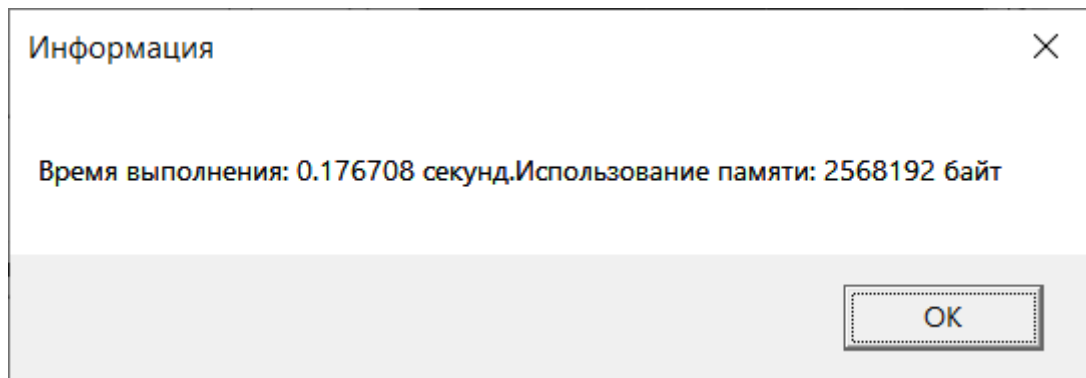 Информация
Время выполнения: 0.176708 секунд.Использование памяти: 2568192 байт
OK